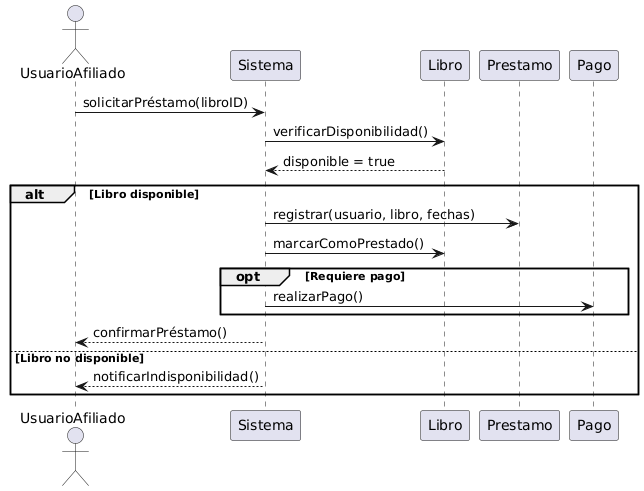 UsuarioAfiliado
Sistema
Libro
Prestamo
Pago
solicitarPréstamo(libroID)
verificarDisponibilidad()
disponible = true
alt
[Libro disponible]
registrar(usuario, libro, fechas)
marcarComoPrestado()
opt
[Requiere pago]
realizarPago()
confirmarPréstamo()
[Libro no disponible]
notificarIndisponibilidad()
UsuarioAfiliado
Sistema
Libro
Prestamo
Pago